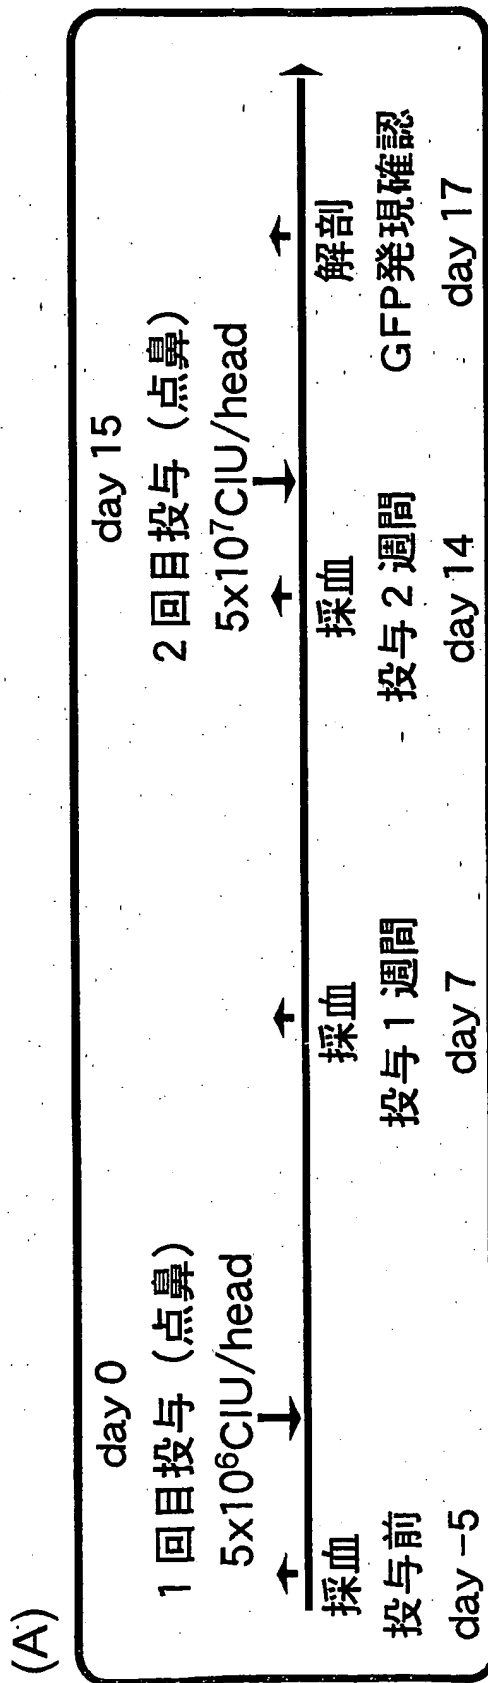 (A)
day 0
1回目投与（点鼻）
5x10⁶CIU/head
day 15
2回目投与（点鼻）
5x10⁷CIU/head
採血
投与前
day −5
採血
投与1週間
day 7
採血
投与2週間
day 14
解剖
GFP発現確認
day 17